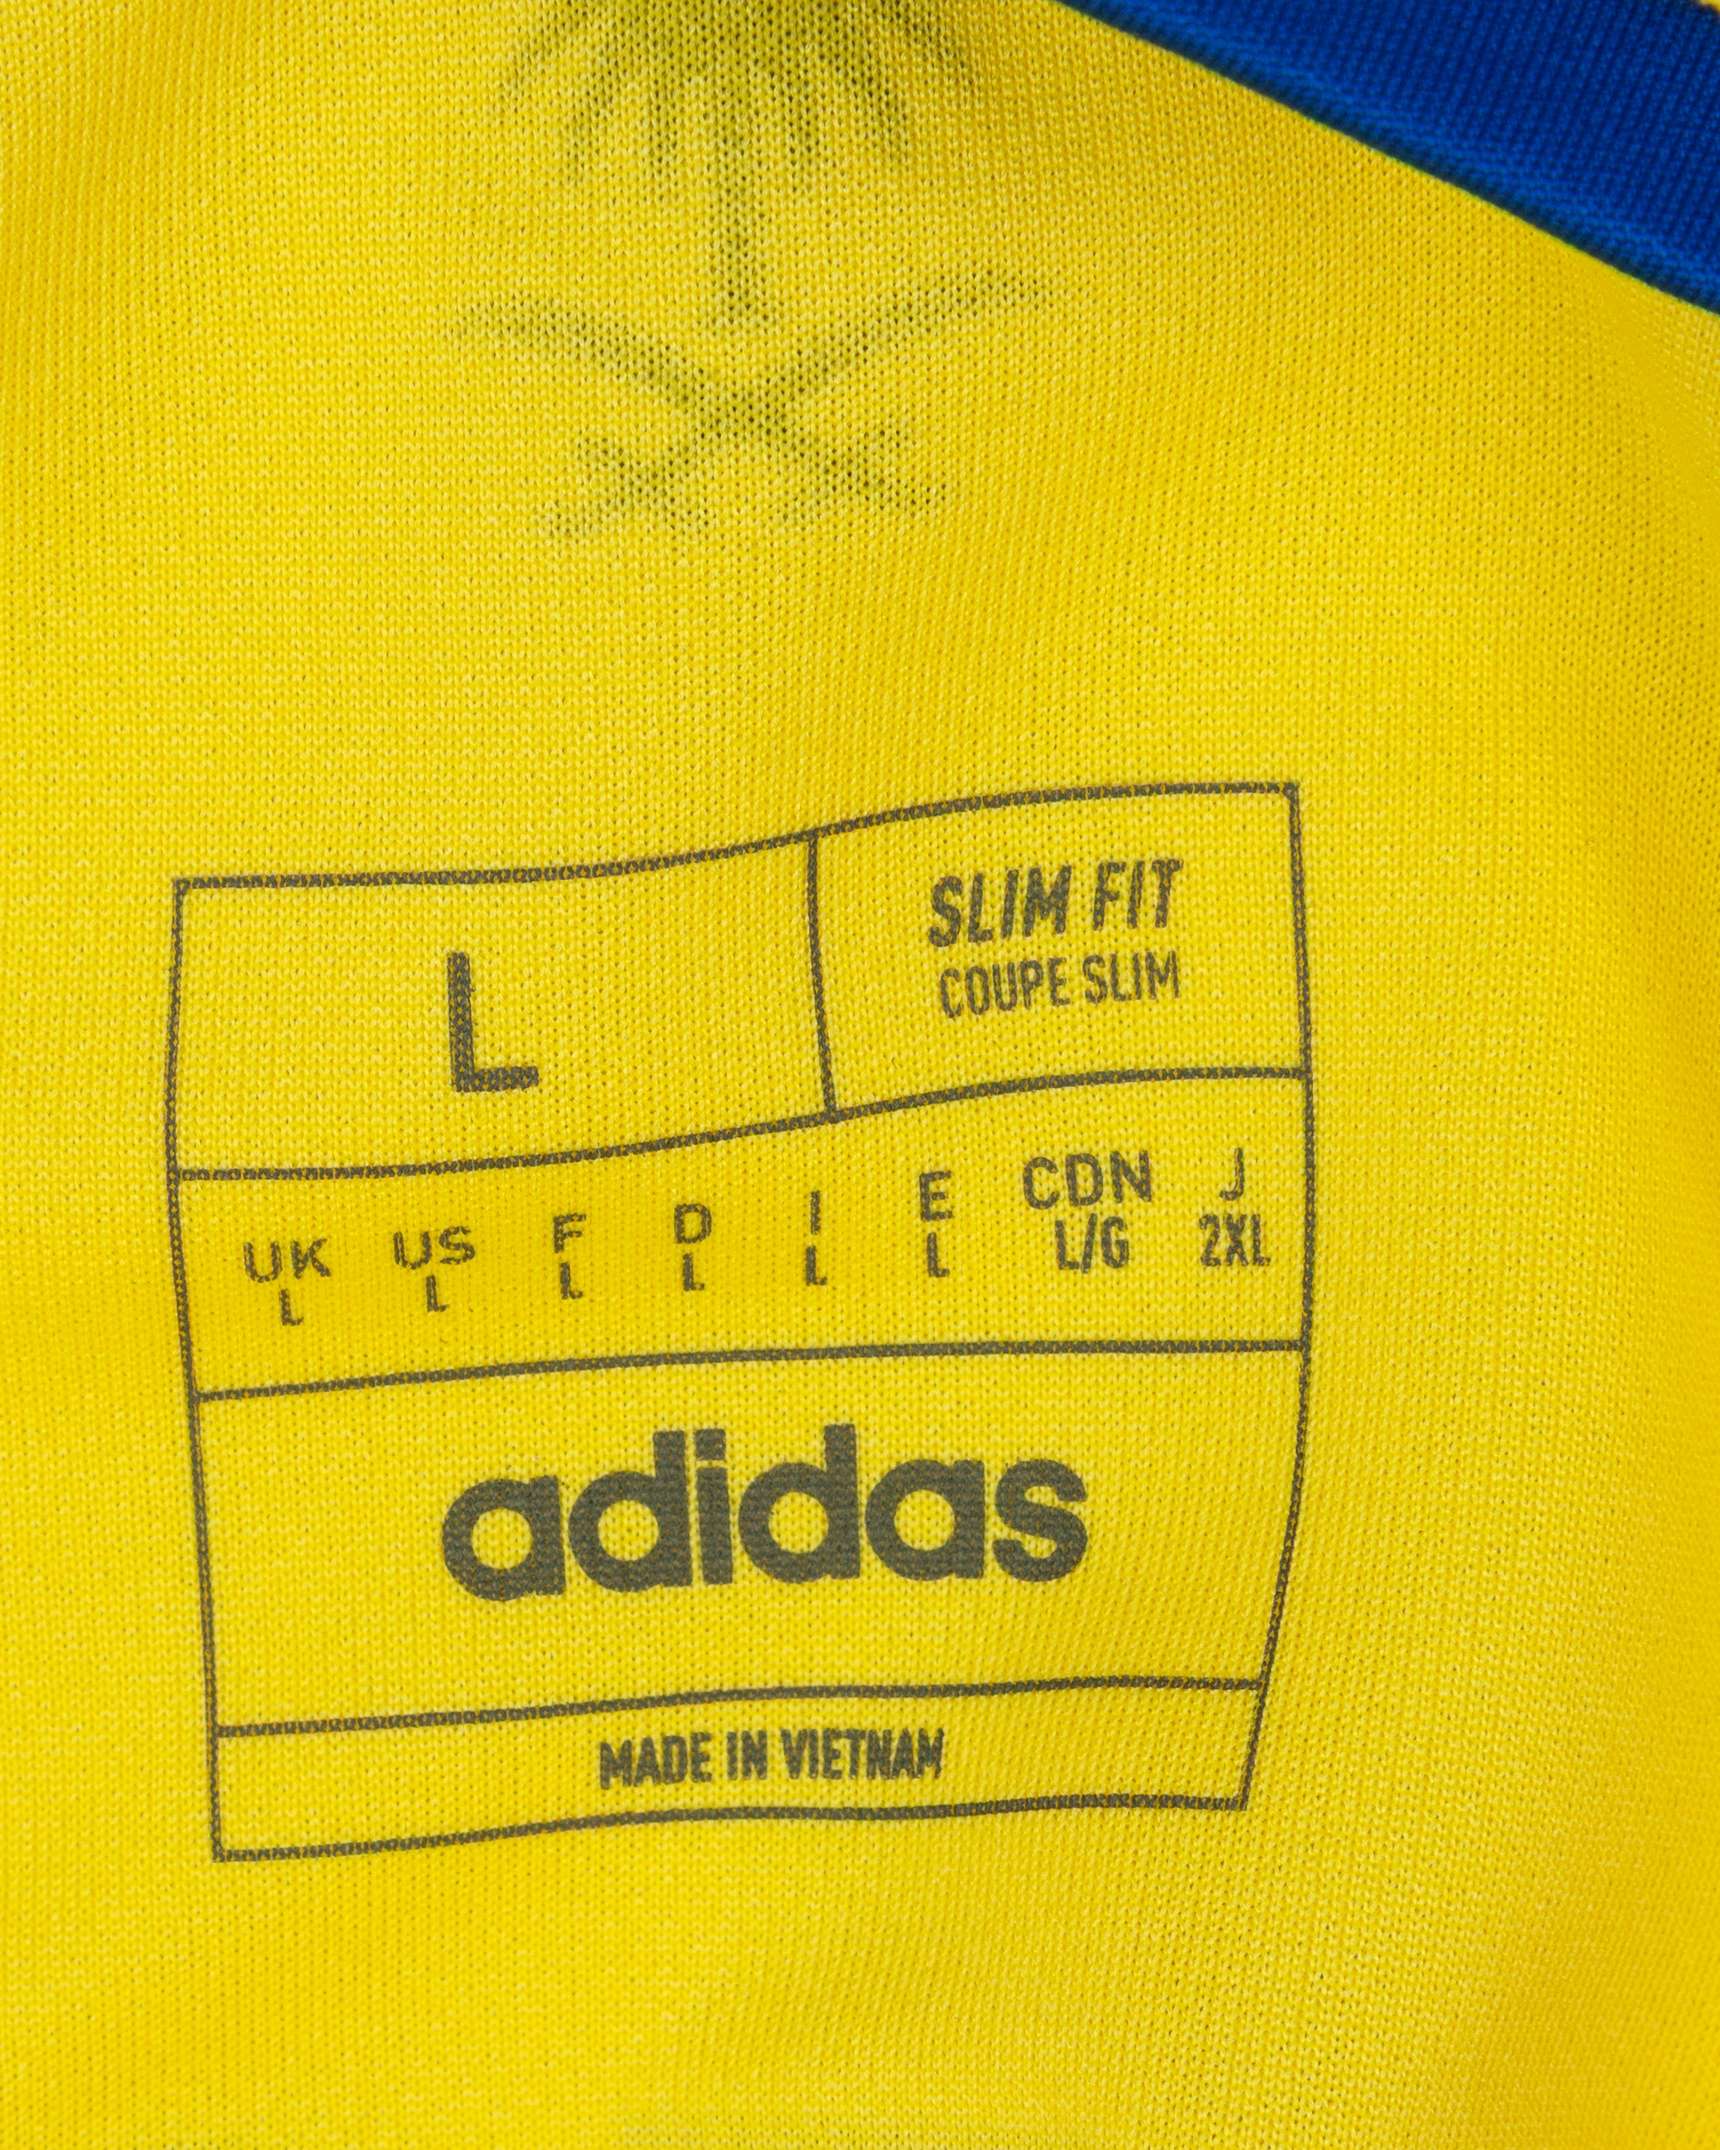 L
SLIM FIT
COUPE SLIM
UK US F D I E CDN J
L L L L L L L/G 2XL
adidas
MADE IN VIETNAM